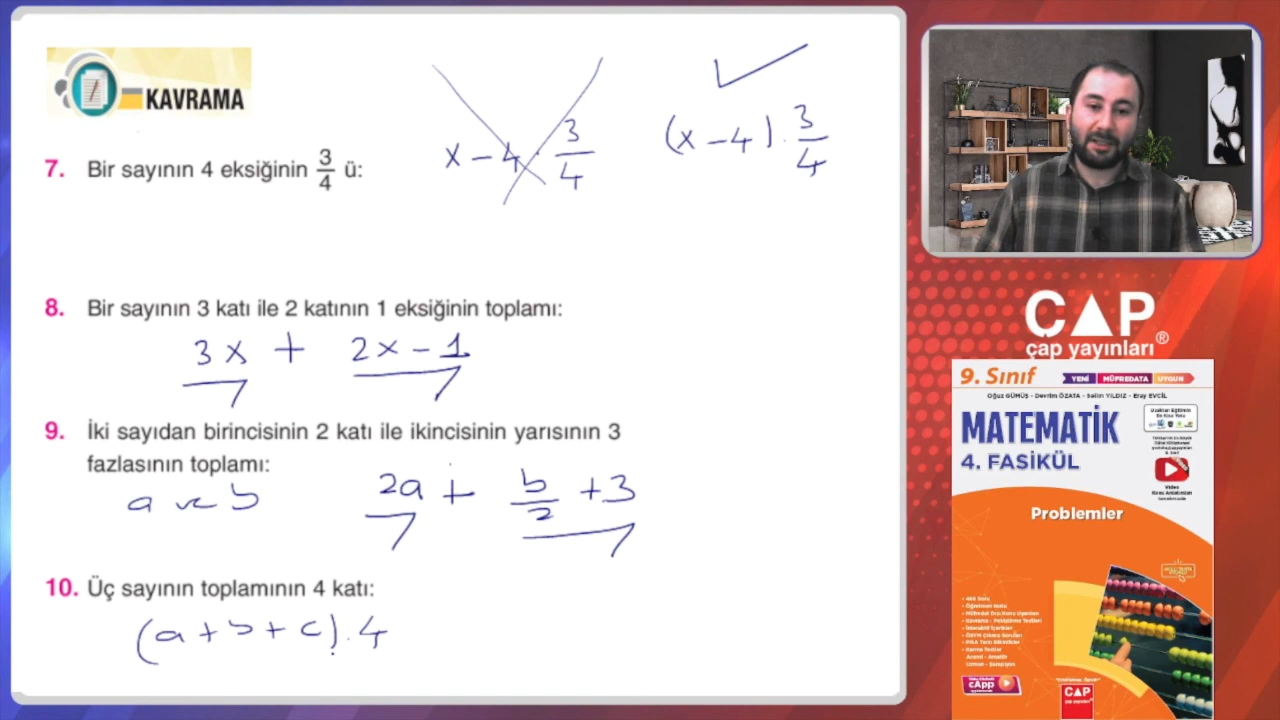 KAVRAMA
7. Bir sayının 4 eksiğinin 3/4 ü:
x - 4 · 3/4
(x - 4) · 3/4
8. Bir sayının 3 katı ile 2 katının 1 eksiğinin toplamı:
3x + 2x - 1
9. İki sayıdan birincisinin 2 katı ile ikincisinin yarısının 3
fazlasının toplamı:
a ve b
2a + b/2 + 3
10. Üç sayının toplamının 4 katı:
(a + b + c) · 4
ÇAP®
çap yayınları
9. Sınıf
YENİ MÜFREDATA UYGUN
Oğuz GÜMÜŞ - Devrim ÖZATA - Salim YILDIZ - Eray EVCİL
MATEMATİK
4. FASİKÜL
Video
Problemler
ÇAP